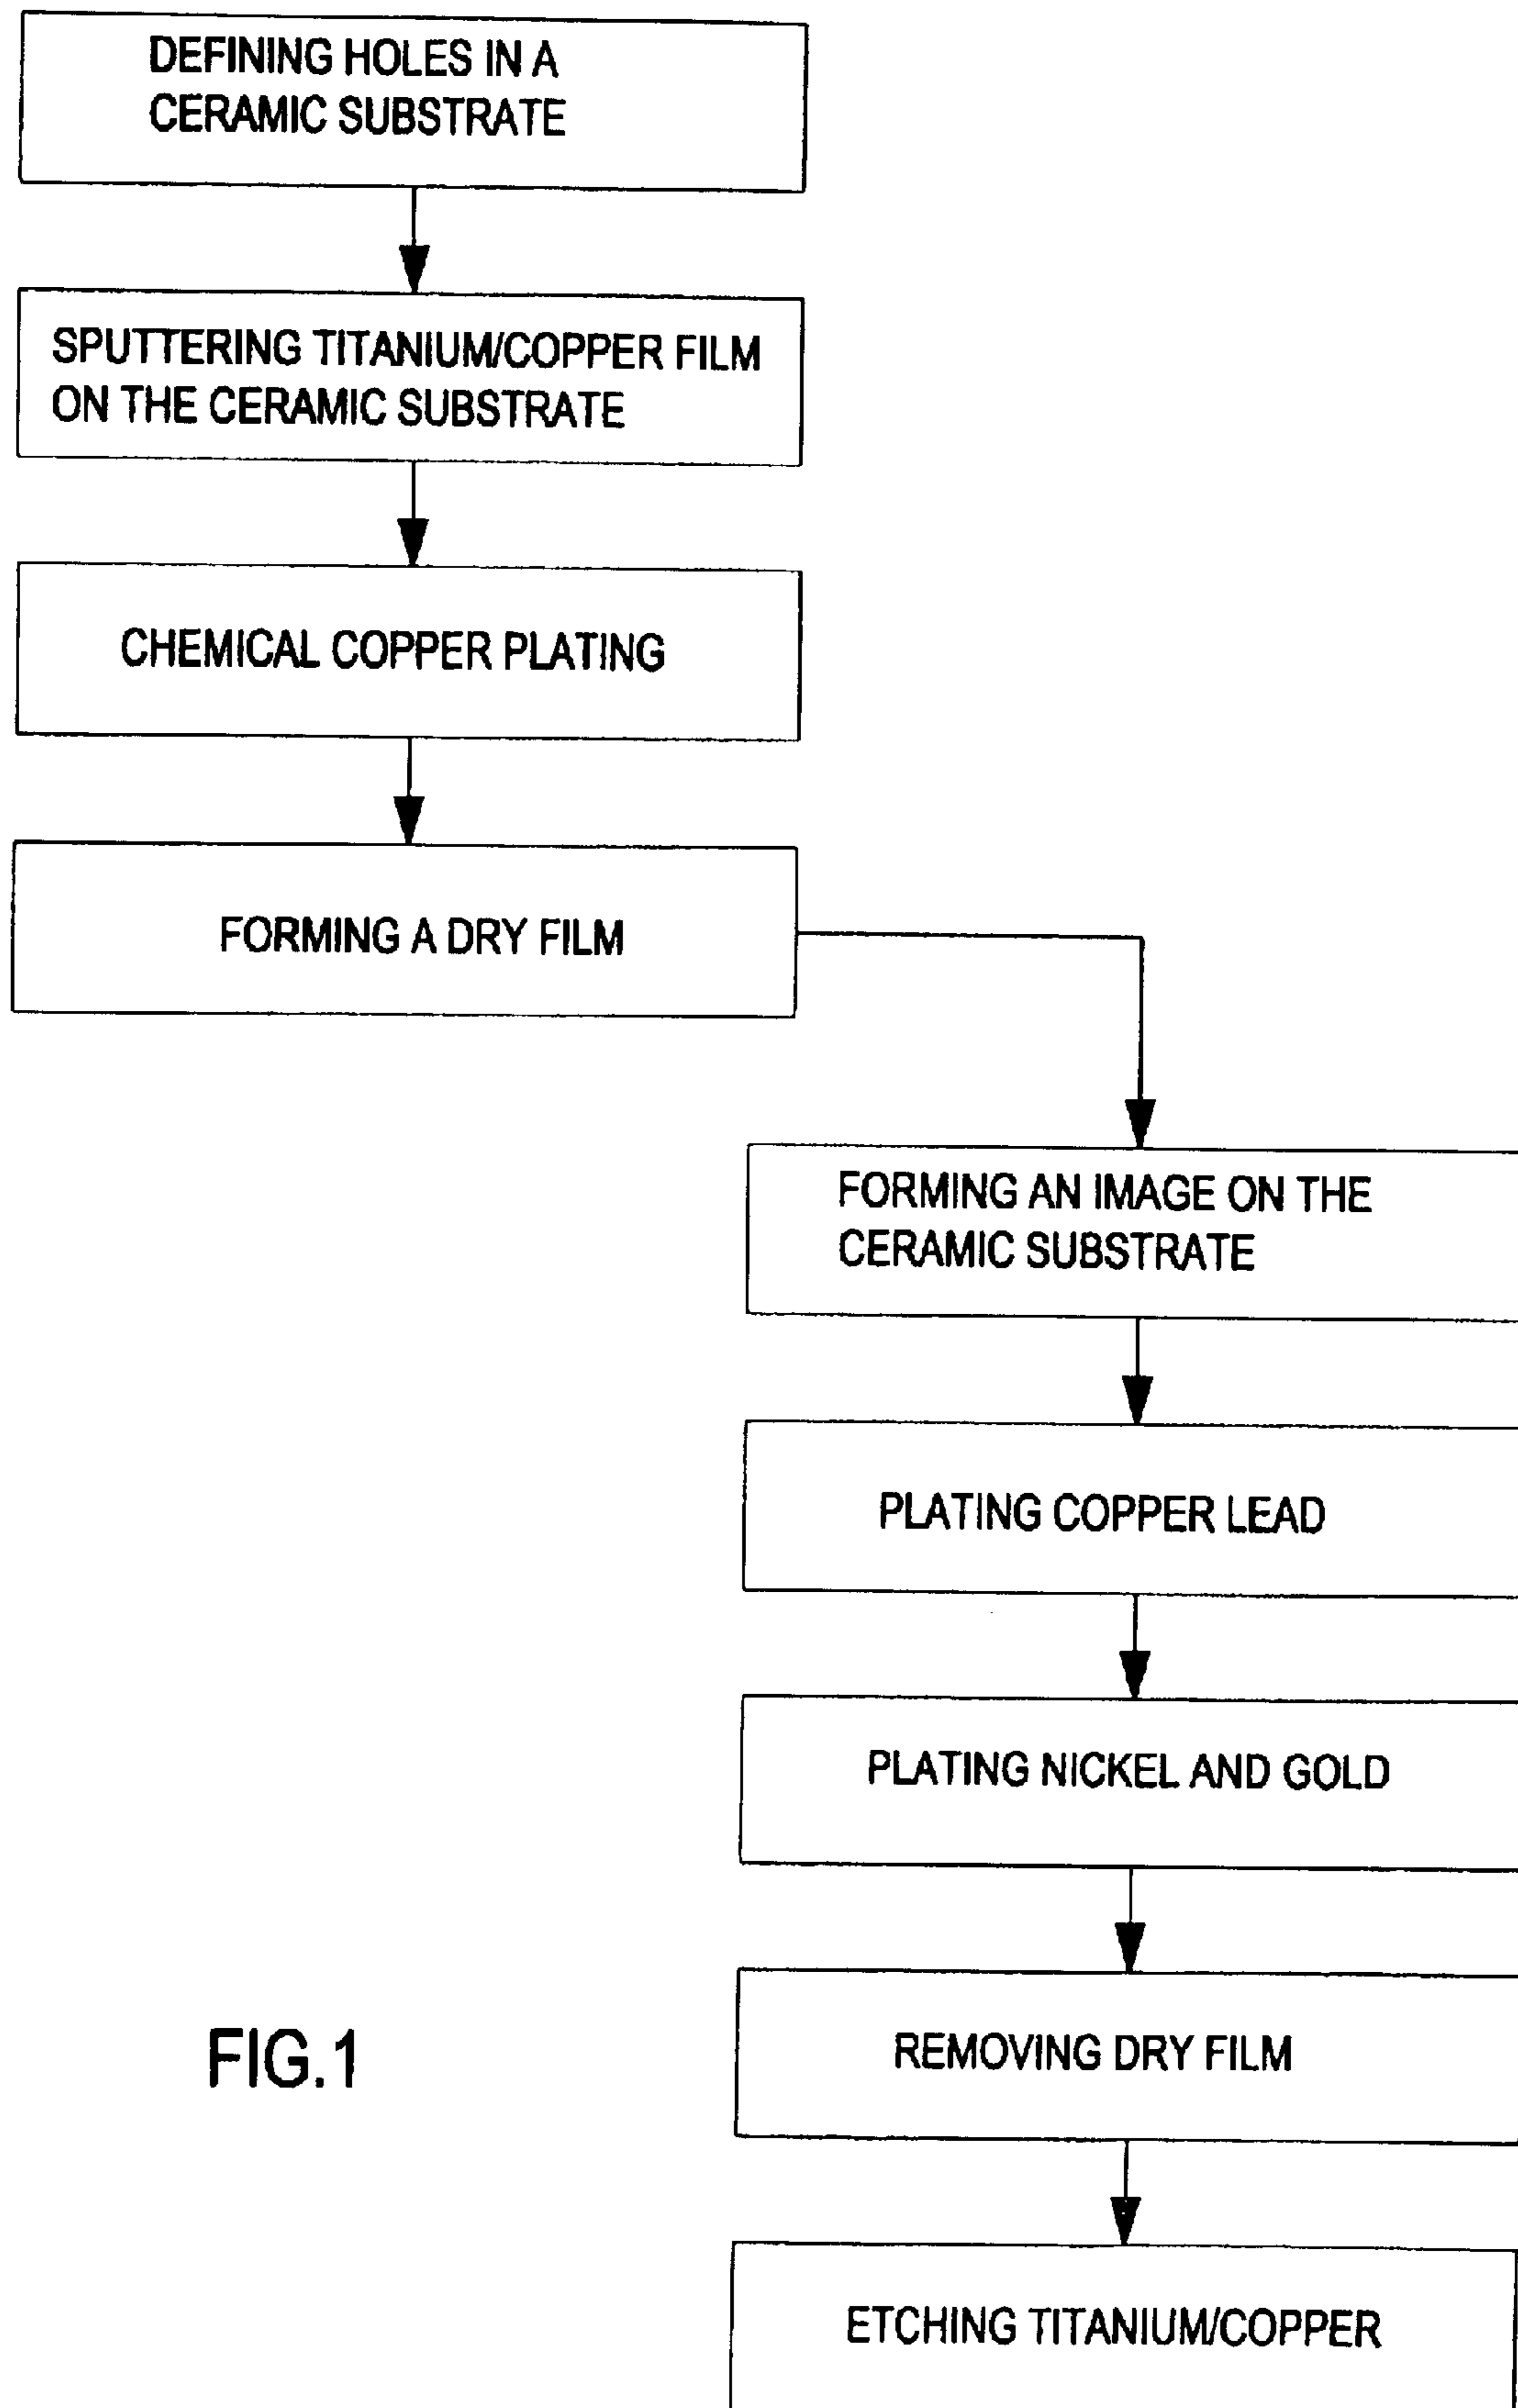 DEFINING HOLES IN A
CERAMIC SUBSTRATE
SPUTTERING TITANIUM/COPPER FILM
ON THE CERAMIC SUBSTRATE
CHEMICAL COPPER PLATING
FORMING A DRY FILM
FORMING AN IMAGE ON THE
CERAMIC SUBSTRATE
PLATING COPPER LEAD
PLATING NICKEL AND GOLD
REMOVING DRY FILM
ETCHING TITANIUM/COPPER
FIG.1